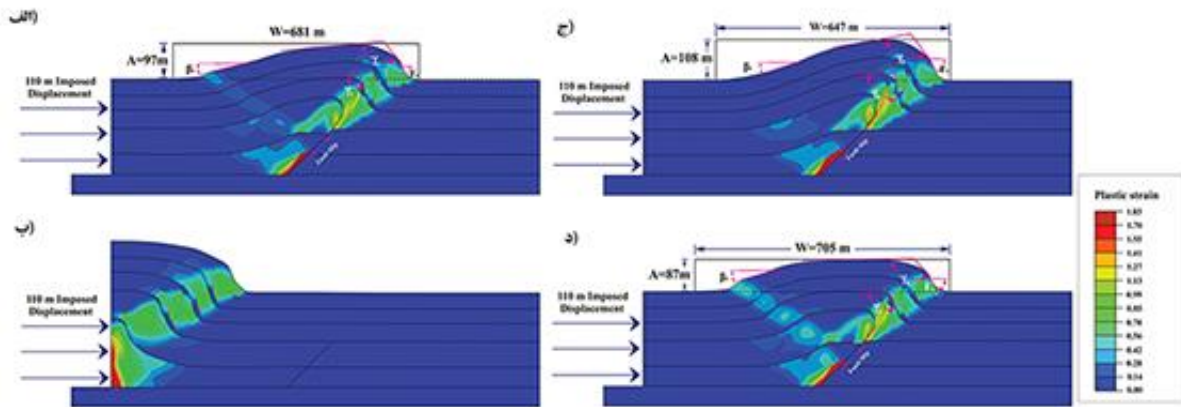 الف)
W=681 m
A=97m
β
110 m Imposed
Displacement
ج)
W=647 m
A=108 m
β
110 m Imposed
Displacement
ب)
110 m Imposed
Displacement
د)
W=705 m
A=87m
β
110 m Imposed
Displacement
Plastic strain
1.85
1.70
1.55
1.41
1.27
1.13
0.99
0.85
0.70
0.56
0.42
0.28
0.14
0.00